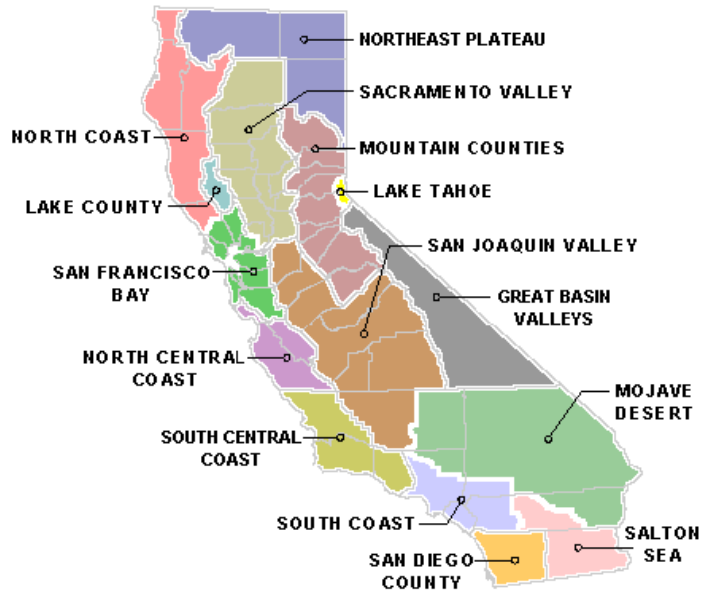 NORTHEAST PLATEAU
SACRAMENTO VALLEY
NORTH COAST
MOUNTAIN COUNTIES
LAKE TAHOE
LAKE COUNTY
SAN JOAQUIN VALLEY
SAN FRANCISCO
BAY
GREAT BASIN
VALLEYS
NORTH CENTRAL
COAST
MOJAVE
DESERT
SOUTH CENTRAL
COAST
SOUTH COAST
SALTON
SEA
SAN DIEGO
COUNTY